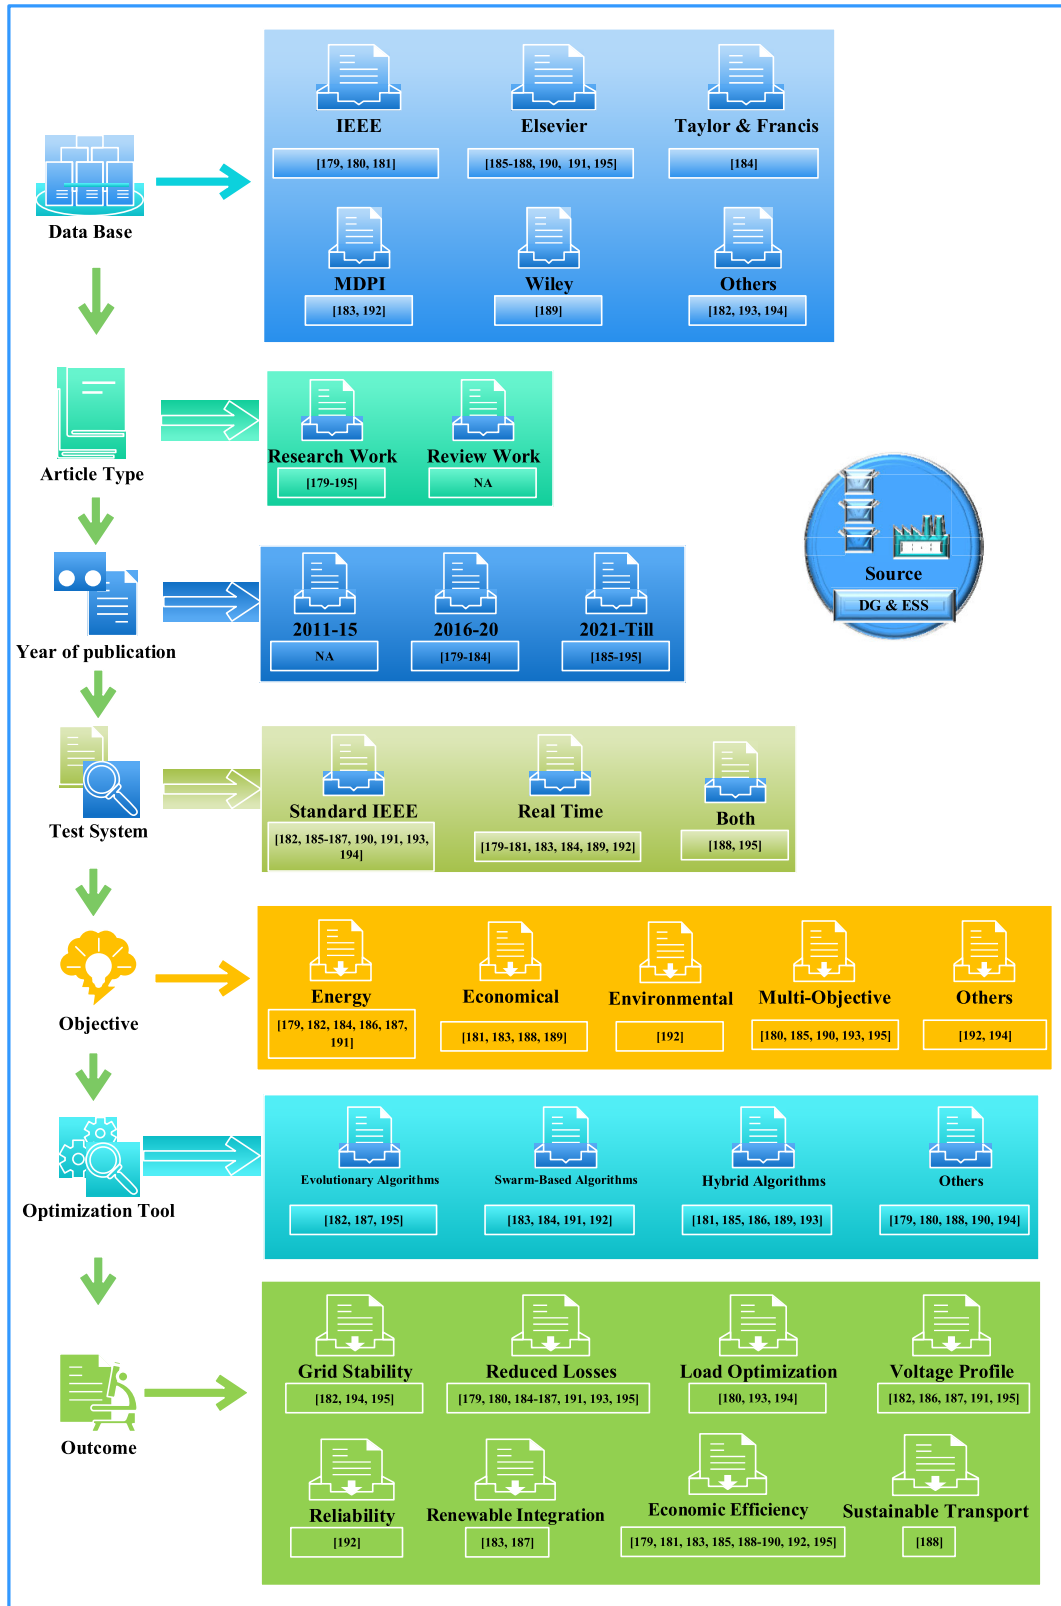 IEEE
Elsevier
Taylor & Francis
[179, 180, 181]
[185-188, 190, 191, 195]
[184]
Data Base
MDPI
Wiley
Others
[183, 192]
[189]
[182, 193, 194]
Article Type
Research Work
Review Work
[179-195]
NA
Source
DG & ESS
Year of publication
2011-15
2016-20
2021-Till
NA
[179-184]
[185-195]
Test System
Standard IEEE
Real Time
Both
[182, 185-187, 190, 191, 193,
194]
[179-181, 183, 184, 189, 192]
[188, 195]
Objective
Energy
Economical
Environmental
Multi-Objective
Others
[179, 182, 184, 186, 187,
191]
[181, 183, 188, 189]
[192]
[180, 185, 190, 193, 195]
[192, 194]
Optimization Tool
Evolutionary Algorithms
Swarm-Based Algorithms
Hybrid Algorithms
Others
[182, 187, 195]
[183, 184, 191, 192]
[181, 185, 186, 189, 193]
[179, 180, 188, 190, 194]
Outcome
Grid Stability
Reduced Losses
Load Optimization
Voltage Profile
[182, 194, 195]
[179, 180, 184-187, 191, 193, 195]
[180, 193, 194]
[182, 186, 187, 191, 195]
Reliability
Renewable Integration
Economic Efficiency
Sustainable Transport
[192]
[183, 187]
[179, 181, 183, 185, 188-190, 192, 195]
[188]